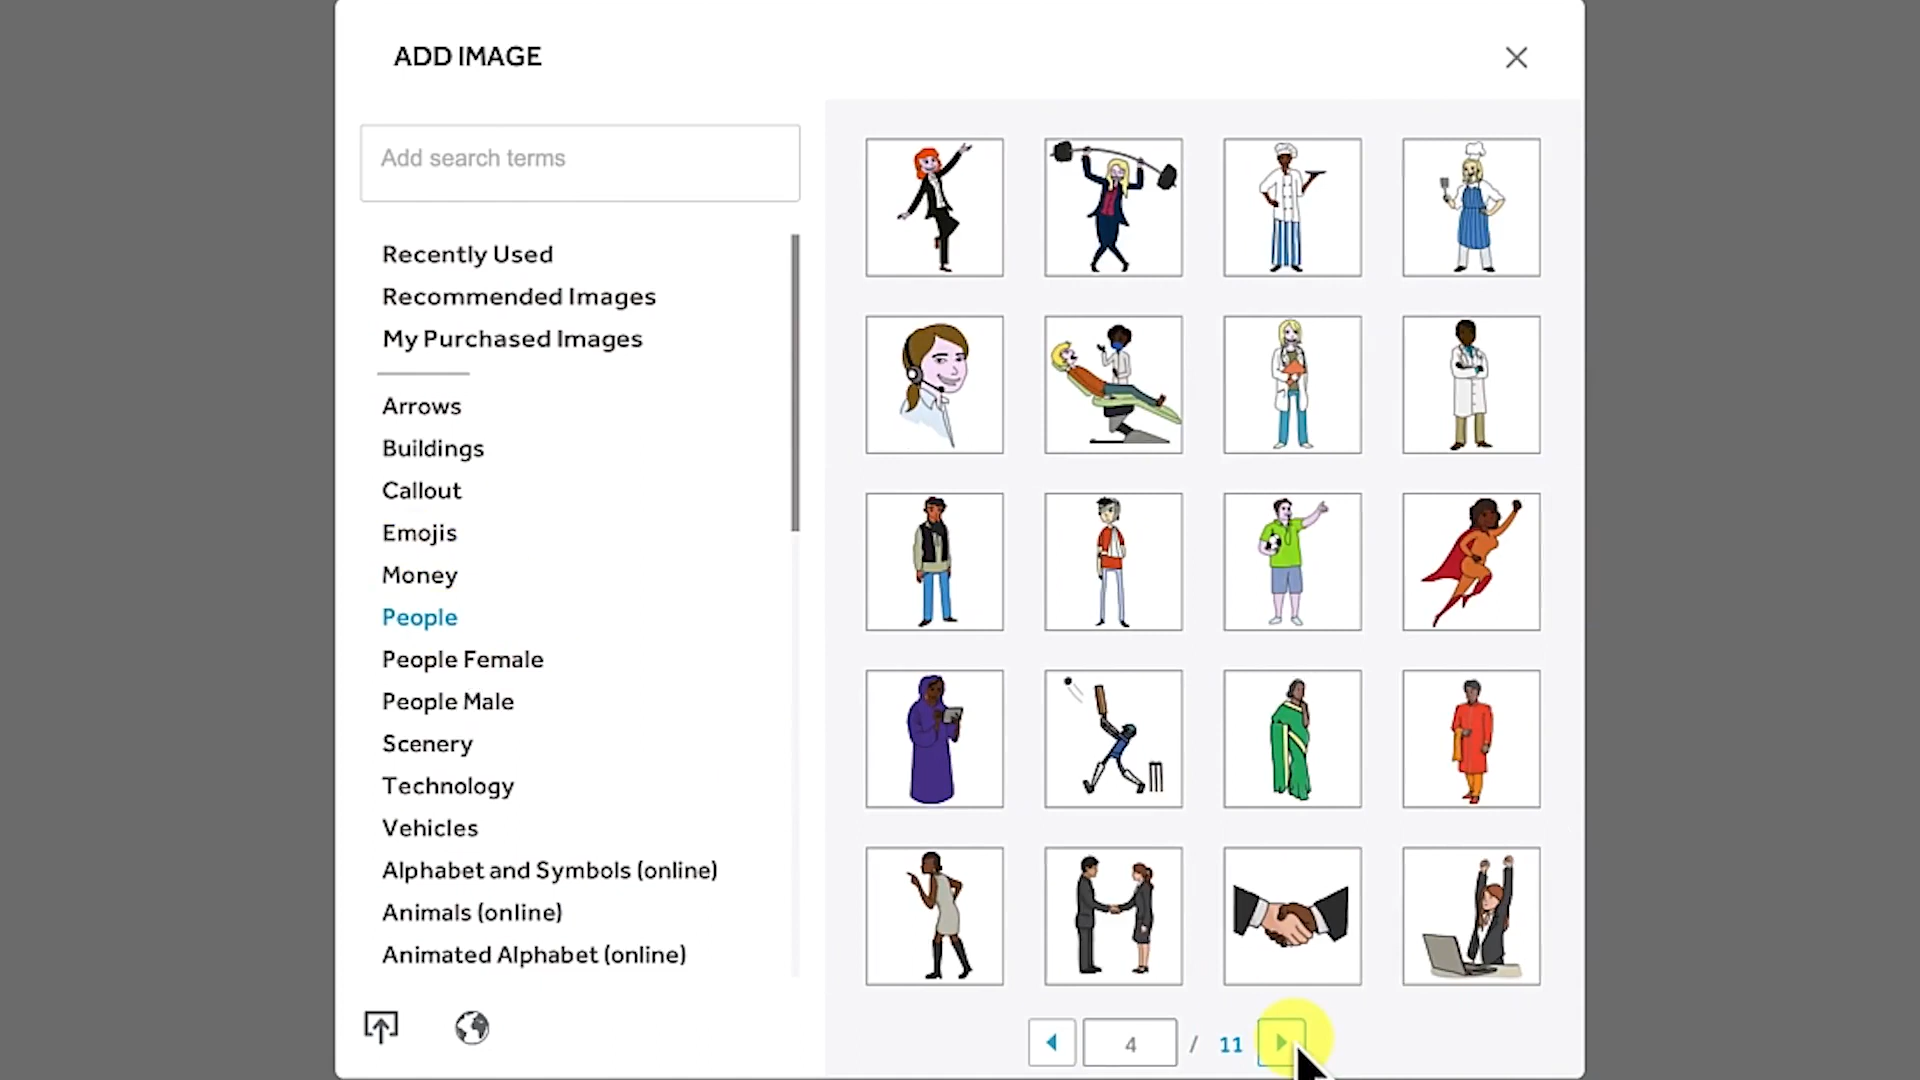 ADD IMAGE
Add search terms
Recently Used
Recommended Images
My Purchased Images
Arrows
Buildings
Callout
Emojis
Money
People
People Female
People Male
Scenery
Technology
Vehicles
Alphabet and Symbols (online)
Animals (online)
Animated Alphabet (online)
4 / 11